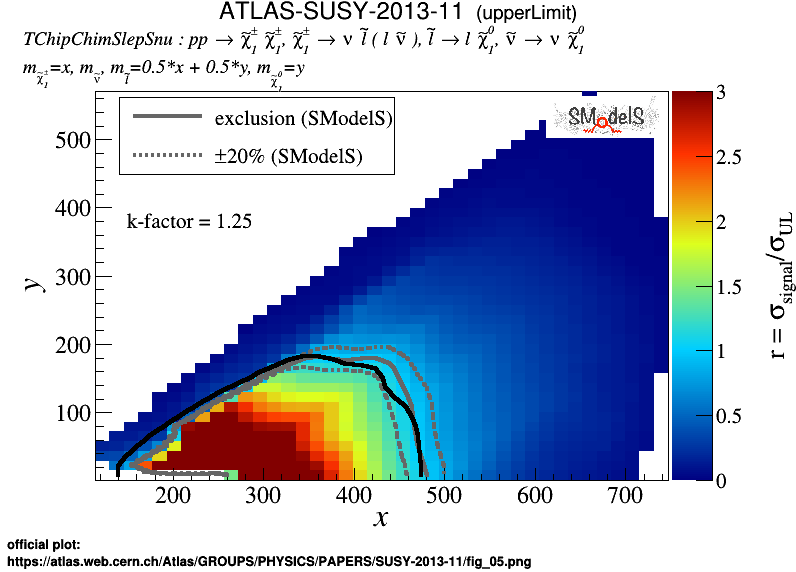 ATLAS-SUSY-2013-11 (upperLimit)
TChipChimSlepSnu : pp → χ̃₁± χ̃₁±, χ̃₁± → ν l̃ ( l ν̃ ), l̃ → l χ̃₁⁰, ν̃ → ν χ̃₁⁰
m_χ̃₁±=x, m_ν̃, m_l̃=0.5*x + 0.5*y, m_χ̃₁⁰=y
exclusion (SModelS)
±20% (SModelS)
SModelS
k-factor = 1.25
500
400
300
200
100
y
200
300
400
500
600
700
x
3
2.5
2
1.5
1
0.5
0
r = σ_signal/σ_UL
official plot:
https://atlas.web.cern.ch/Atlas/GROUPS/PHYSICS/PAPERS/SUSY-2013-11/fig_05.png